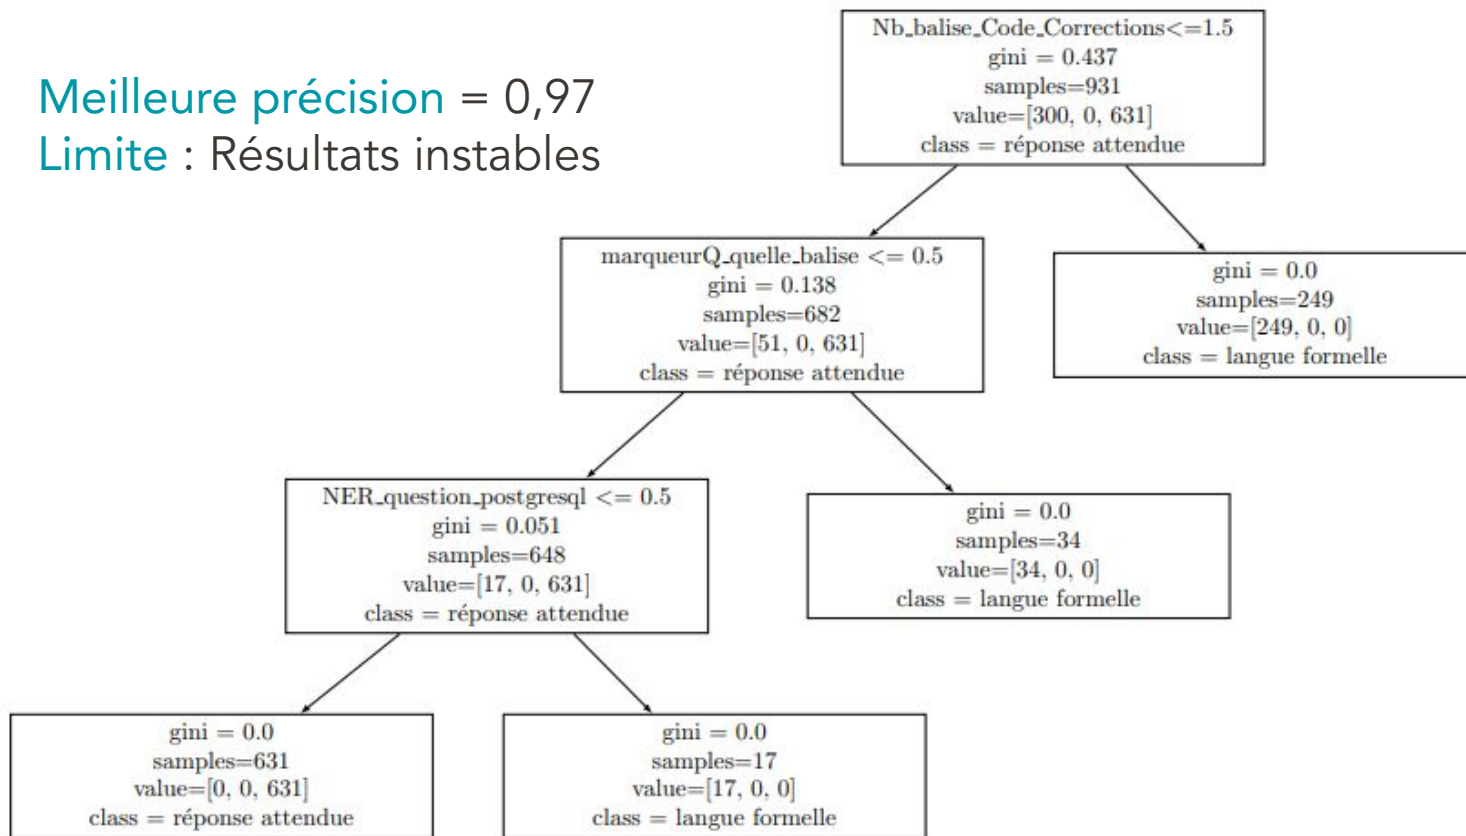 Meilleure précision = 0,97
Limite : Résultats instables
Nb_balise_Code_Corrections<=1.5
gini = 0.437
samples=931
value=[300, 0, 631]
class = réponse attendue
marqueurQ_quelle_balise <= 0.5
gini = 0.138
samples=682
value=[51, 0, 631]
class = réponse attendue
gini = 0.0
samples=249
value=[249, 0, 0]
class = langue formelle
NER_question_postgresql <= 0.5
gini = 0.051
samples=648
value=[17, 0, 631]
class = réponse attendue
gini = 0.0
samples=34
value=[34, 0, 0]
class = langue formelle
gini = 0.0
samples=631
value=[0, 0, 631]
class = réponse attendue
gini = 0.0
samples=17
value=[17, 0, 0]
class = langue formelle